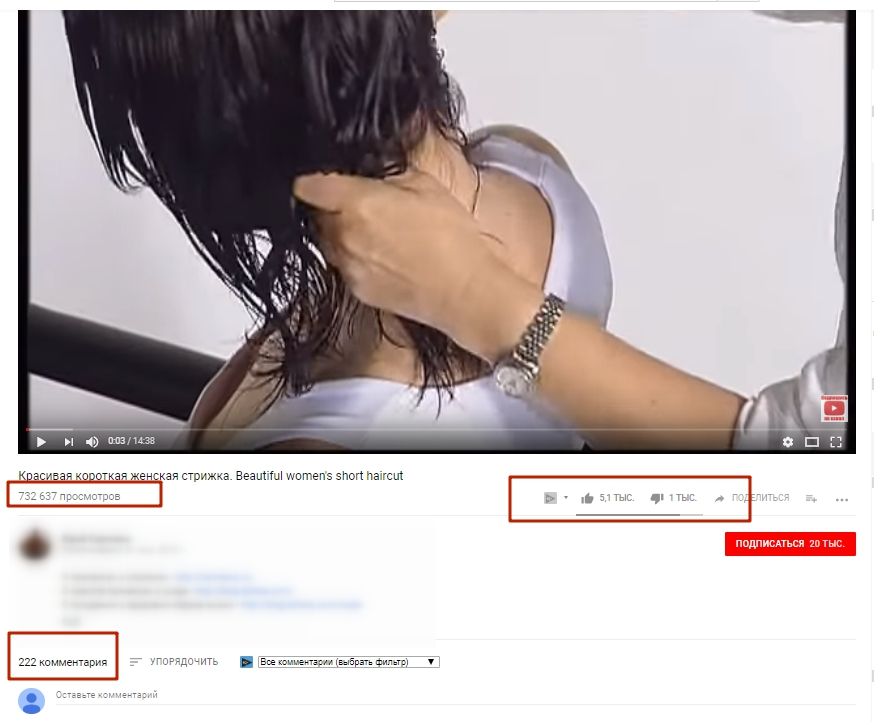 0:03 / 14:38
Красивая короткая женская стрижка. Beautiful women's short haircut
732 637 просмотров
5,1 ТЫС. 1 ТЫС. ПОДЕЛИТЬСЯ
ПОДПИСАТЬСЯ 20 ТЫС.
222 комментария УПОРЯДОЧИТЬ Все комментарии (выбрать фильтр)
Оставьте комментарий